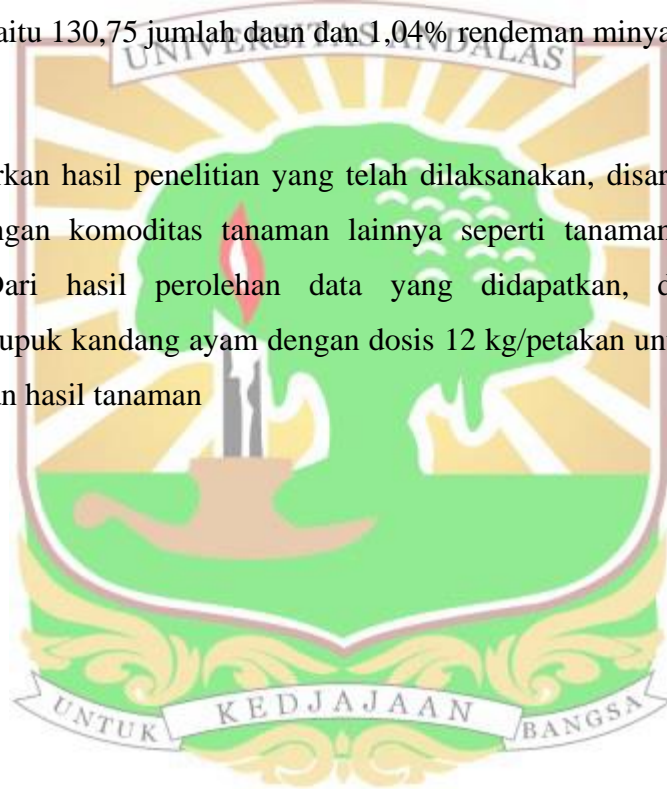 aitu 130,75 jumlah daun dan 1,04% rendeman minya
UNIVERSITAS ANDALAS
rkan hasil penelitian yang telah dilaksanakan, disar
ngan komoditas tanaman lainnya seperti tanaman
Dari hasil perolehan data yang didapatkan, d
upuk kandang ayam dengan dosis 12 kg/petakan un
an hasil tanaman
UNTUK KEDJAJAAN BANGSA